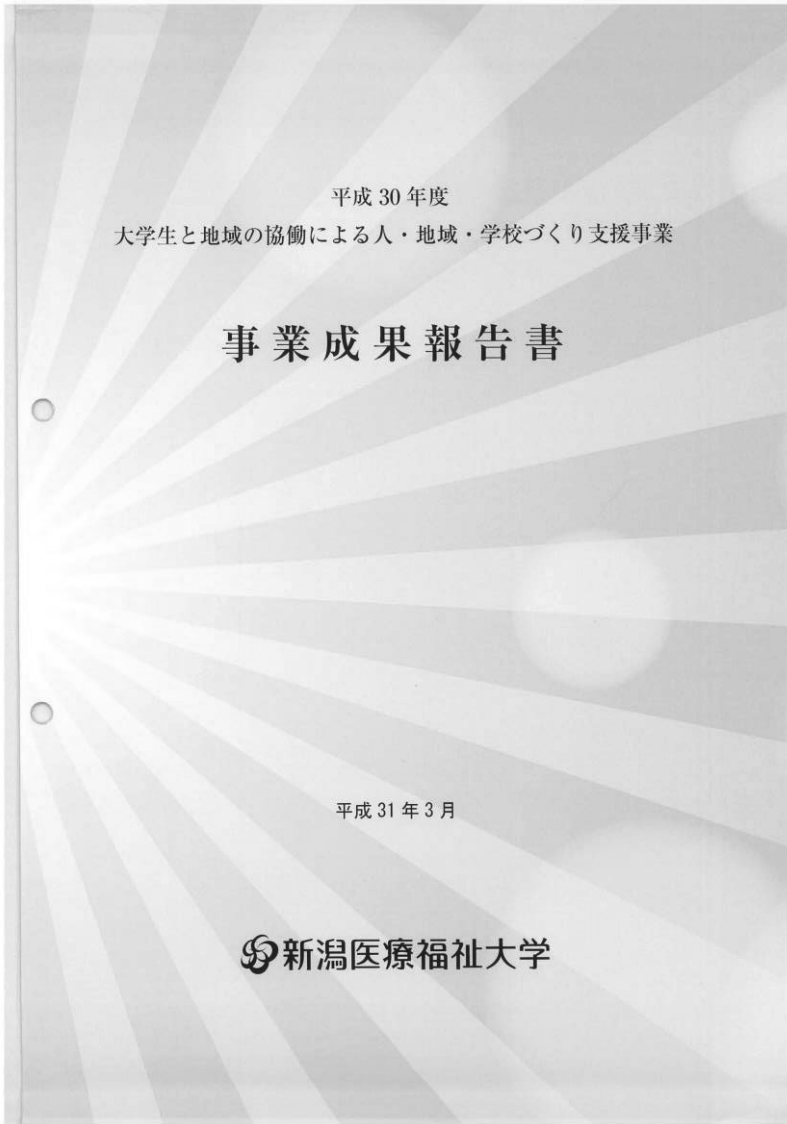 平成 30 年度
大学生と地域の協働による人・地域・学校づくり支援事業
事業成果報告書
平成 31 年 3 月
新潟医療福祉大学